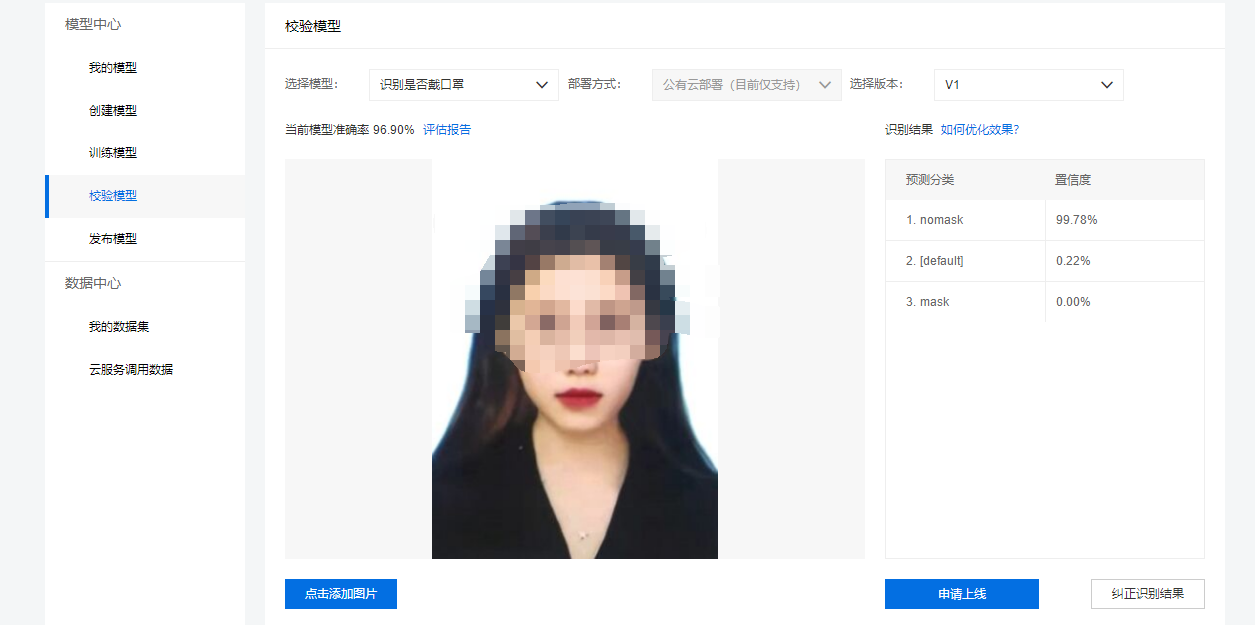 模型中心
我的模型
创建模型
训练模型
校验模型
发布模型
数据中心
我的数据集
云服务调用数据
校验模型
选择模型: 识别是否戴口罩 部署方式: 公有云部署（目前仅支持） 选择版本: V1
当前模型准确率 96.90% 评估报告
识别结果 如何优化效果?
预测分类 置信度
1. nomask 99.78%
2. [default] 0.22%
3. mask 0.00%
点击添加图片
申请上线
纠正识别结果